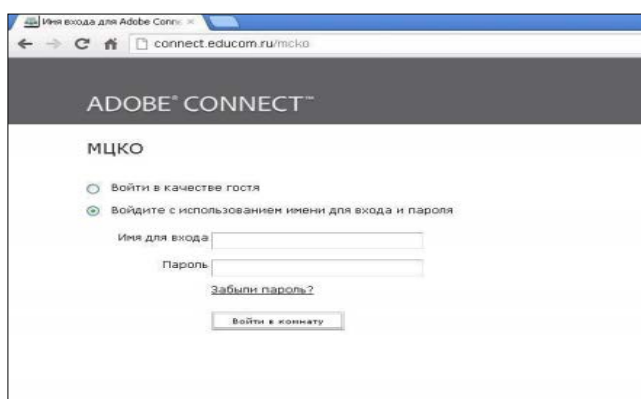 Имя входа для Adobe Conne
connect.educom.ru/mcko
ADOBE® CONNECT™
МЦКО
Войти в качестве гостя
Войдите с использованием имени для входа и пароля
Имя для входа
Пароль
Забыли пароль?
Войти в комнату